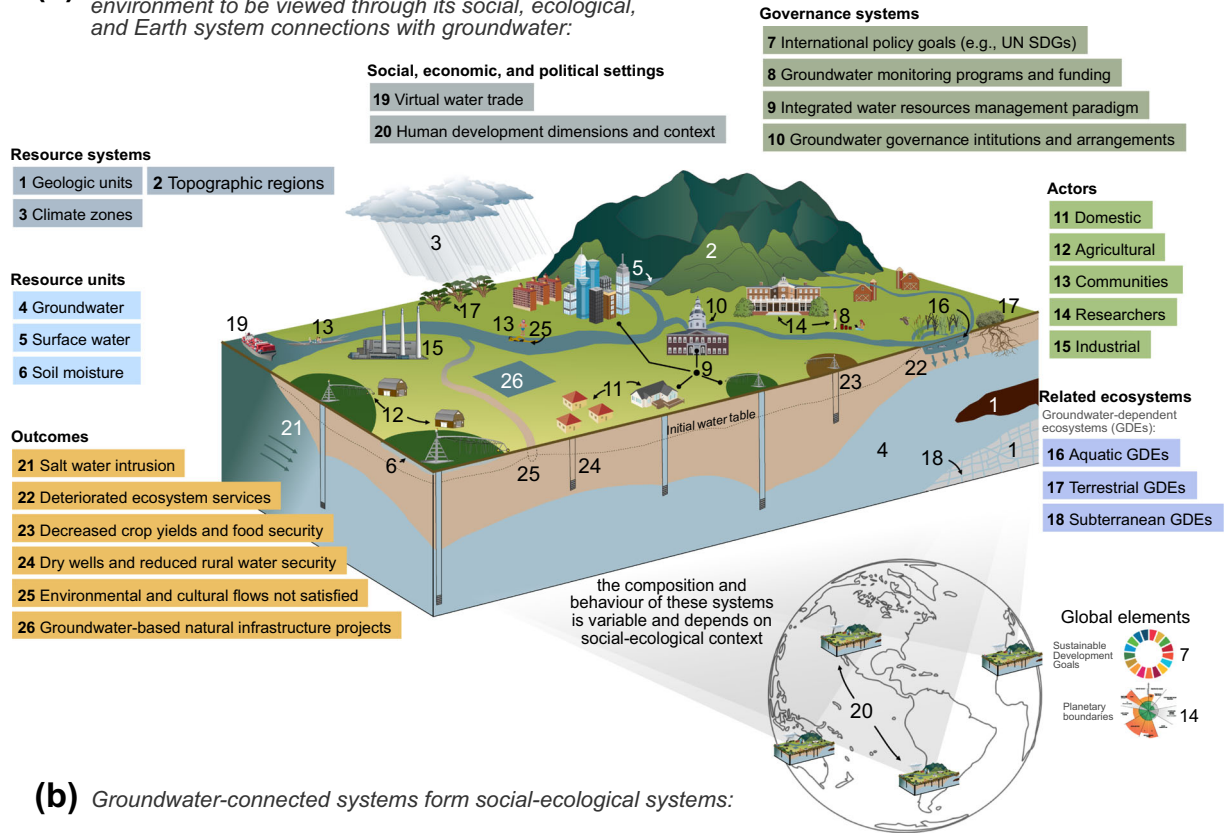 environment to be viewed through its social, ecological,
and Earth system connections with groundwater:
Governance systems
7 International policy goals (e.g., UN SDGs)
8 Groundwater monitoring programs and funding
9 Integrated water resources management paradigm
10 Groundwater governance intitutions and arrangements
Social, economic, and political settings
19 Virtual water trade
20 Human development dimensions and context
Resource systems
1 Geologic units
2 Topographic regions
3 Climate zones
Resource units
4 Groundwater
5 Surface water
6 Soil moisture
Outcomes
21 Salt water intrusion
22 Deteriorated ecosystem services
23 Decreased crop yields and food security
24 Dry wells and reduced rural water security
25 Environmental and cultural flows not satisfied
26 Groundwater-based natural infrastructure projects
Actors
11 Domestic
12 Agricultural
13 Communities
14 Researchers
15 Industrial
Related ecosystems
Groundwater-dependent
ecosystems (GDEs):
16 Aquatic GDEs
17 Terrestrial GDEs
18 Subterranean GDEs
3
2
5
17
19
13
13
25
15
10
14
8
16
17
26
11
9
23
22
12
Initial water table
21
6
25
24
4
18
1
1
the composition and
behaviour of these systems
is variable and depends on
social-ecological context
20
Global elements
Sustainable
Development
Goals
7
Planetary
boundaries
14
(b) Groundwater-connected systems form social-ecological systems: